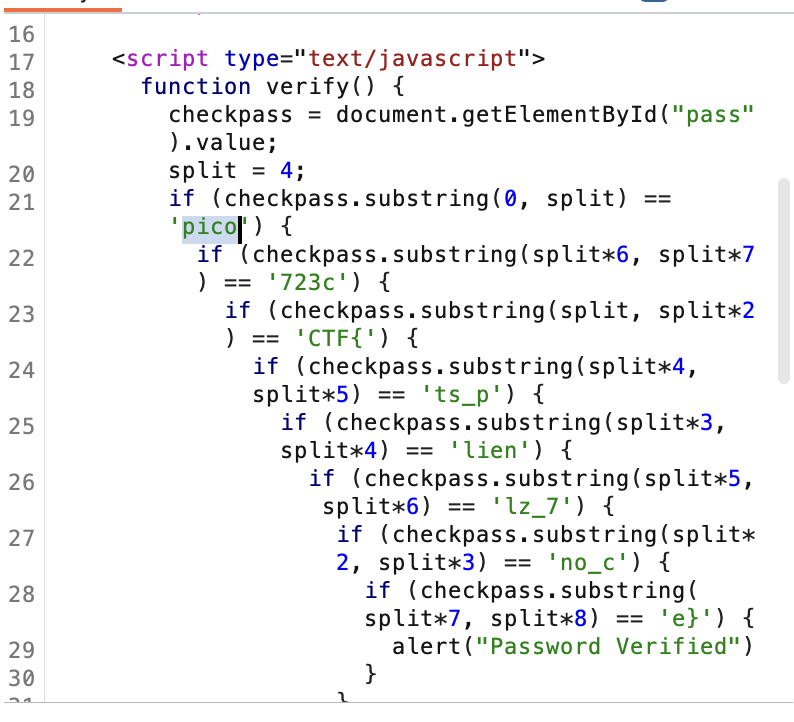 16
17 <script type="text/javascript">
18 function verify() {
19 checkpass = document.getElementById("pass"
).value;
20 split = 4;
21 if (checkpass.substring(0, split) ==
'pico') {
22 if (checkpass.substring(split*6, split*7
) == '723c') {
23 if (checkpass.substring(split, split*2
) == 'CTF{') {
24 if (checkpass.substring(split*4,
split*5) == 'ts_p') {
25 if (checkpass.substring(split*3,
split*4) == 'lien') {
26 if (checkpass.substring(split*5,
split*6) == 'lz_7') {
27 if (checkpass.substring(split*
2, split*3) == 'no_c') {
28 if (checkpass.substring(
split*7, split*8) == 'e}') {
29 alert("Password Verified")
30 }
31 }